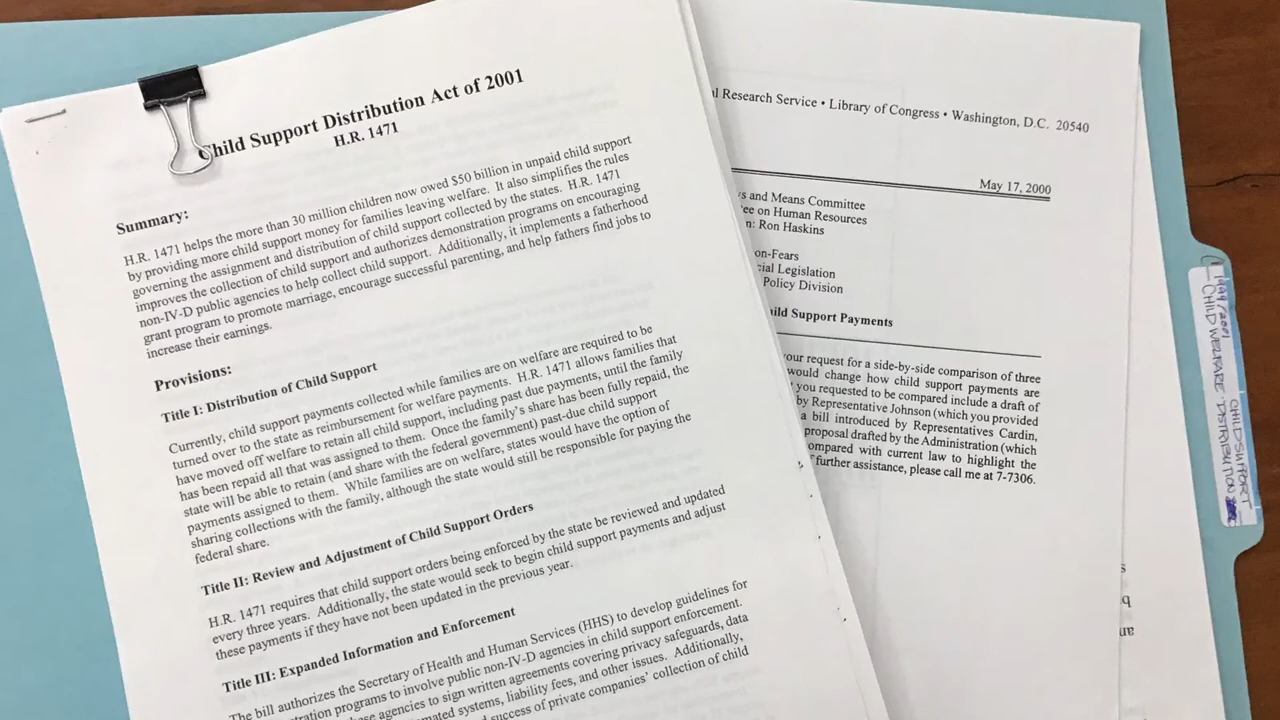 Child Support Distribution Act of 2001
H.R. 1471
Summary:
H.R. 1471 helps the more than 30 million children now owed $50 billion in unpaid child support
by providing more child support money for families leaving welfare. It also simplifies the rules
governing the assignment and distribution of child support collected by the states. H.R. 1471
improves the collection of child support and authorizes demonstration programs on encouraging
non-IV-D public agencies to help collect child support. Additionally, it implements a fatherhood
grant program to promote marriage, encourage successful parenting, and help fathers find jobs to
increase their earnings.
Provisions:
Title I: Distribution of Child Support
Currently, child support payments collected while families are on welfare are required to be
turned over to the state as reimbursement for welfare payments. H.R. 1471 allows families that
have moved off welfare to retain all child support, including past due payments, until the family
has been repaid all that was assigned to them. Once the family's share has been fully repaid, the
state will be able to retain (and share with the federal government) past-due child support
payments assigned to them. While families are on welfare, states would have the option of
sharing collections with the family, although the state would still be responsible for paying the
federal share.
Title II: Review and Adjustment of Child Support Orders
H.R. 1471 requires that child support orders being enforced by the state be reviewed and updated
every three years. Additionally, the state would seek to begin child support payments and adjust
these payments if they have not been updated in the previous year.
Title III: Expanded Information and Enforcement
The bill authorizes the Secretary of Health and Human Services (HHS) to develop guidelines for
tration programs to involve public non-IV-D agencies in child support enforcement.
agencies to sign written agreements covering privacy safeguards, data
systems, liability fees, and other issues. Additionally,
success of private companies' collection of child
l Research Service • Library of Congress • Washington, D.C. 20540
May 17, 2000
s and Means Committee
ee on Human Resources
n: Ron Haskins
on-Fears
cial Legislation
Policy Division
ild Support Payments
our request for a side-by-side comparison of three
would change how child support payments are
you requested to be compared include a draft of
by Representative Johnson (which you provided
a bill introduced by Representatives Cardin,
proposal drafted by the Administration (which
ompared with current law to highlight the
further assistance, please call me at 7-7306.
1999/2001
CHILD WELFARE DISTRIBUTION
CHILD SUPPORT